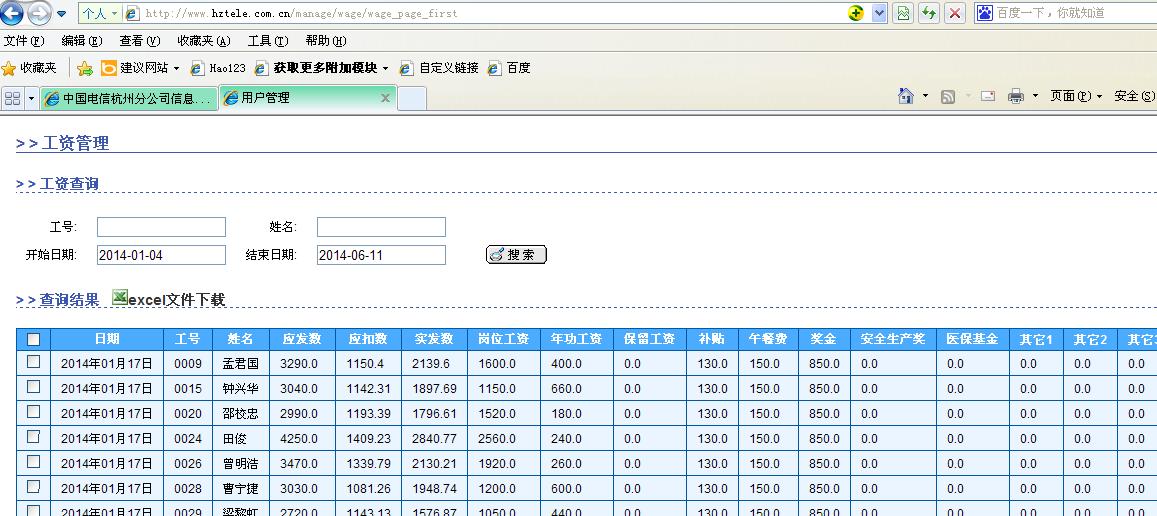 个人 http://www.hztele.com.cn/manage/wage/wage_page_first 百度一下，你就知道
文件(F) 编辑(E) 查看(V) 收藏夹(A) 工具(T) 帮助(H)
收藏夹 建议网站 Hao123 获取更多附加模块 自定义链接 百度
中国电信杭州分公司信息... 用户管理 x 页面(P) 安全(S)
>>工资管理
>>工资查询
工号: 姓名:
开始日期: 2014-01-04 结束日期: 2014-06-11 搜索
>>查询结果 excel文件下载
日期 工号 姓名 应发数 应扣数 实发数 岗位工资 年功工资 保留工资 补贴 午餐费 奖金 安全生产奖 医保基金 其它1 其它2 其它3
2014年01月17日 0009 孟君国 3290.0 1150.4 2139.6 1600.0 400.0 0.0 130.0 150.0 850.0 0.0 0.0 0.0 0.0 0.0
2014年01月17日 0015 钟兴华 3040.0 1142.31 1897.69 1150.0 660.0 0.0 130.0 150.0 850.0 0.0 0.0 0.0 0.0 0.0
2014年01月17日 0020 邵校忠 2990.0 1193.39 1796.61 1520.0 180.0 0.0 130.0 150.0 850.0 0.0 0.0 0.0 0.0 0.0
2014年01月17日 0024 田俊 4250.0 1409.23 2840.77 2560.0 240.0 0.0 130.0 150.0 850.0 0.0 0.0 0.0 0.0 0.0
2014年01月17日 0026 曾明浩 3470.0 1339.79 2130.21 1920.0 260.0 0.0 130.0 150.0 850.0 0.0 0.0 0.0 0.0 0.0
2014年01月17日 0028 曹宁捷 3030.0 1081.26 1948.74 1200.0 600.0 0.0 130.0 150.0 850.0 0.0 0.0 0.0 0.0 0.0
2014年01月17日 0029 梁黎虹 2720.0 1143.13 1576.87 1050.0 440.0 0.0 130.0 150.0 850.0 0.0 0.0 0.0 0.0 0.0